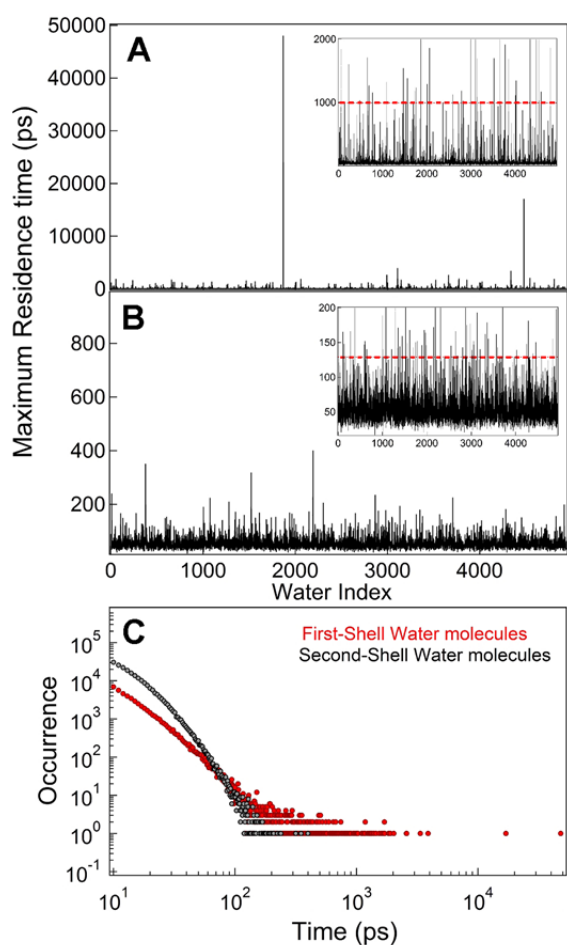 A
50000
40000
30000
20000
10000
0
2000
1000
0 1000 2000 3000 4000
Maximum Residence time (ps)
B
800
600
400
200
200
150
100
50
0 1000 2000 3000 4000
0 1000 2000 3000 4000
Water Index
C
First-Shell Water molecules
Second-Shell Water molecules
10^5
10^4
10^3
10^2
10^1
10^0
10^-1
Occurrence
10^1 10^2 10^3 10^4
Time (ps)